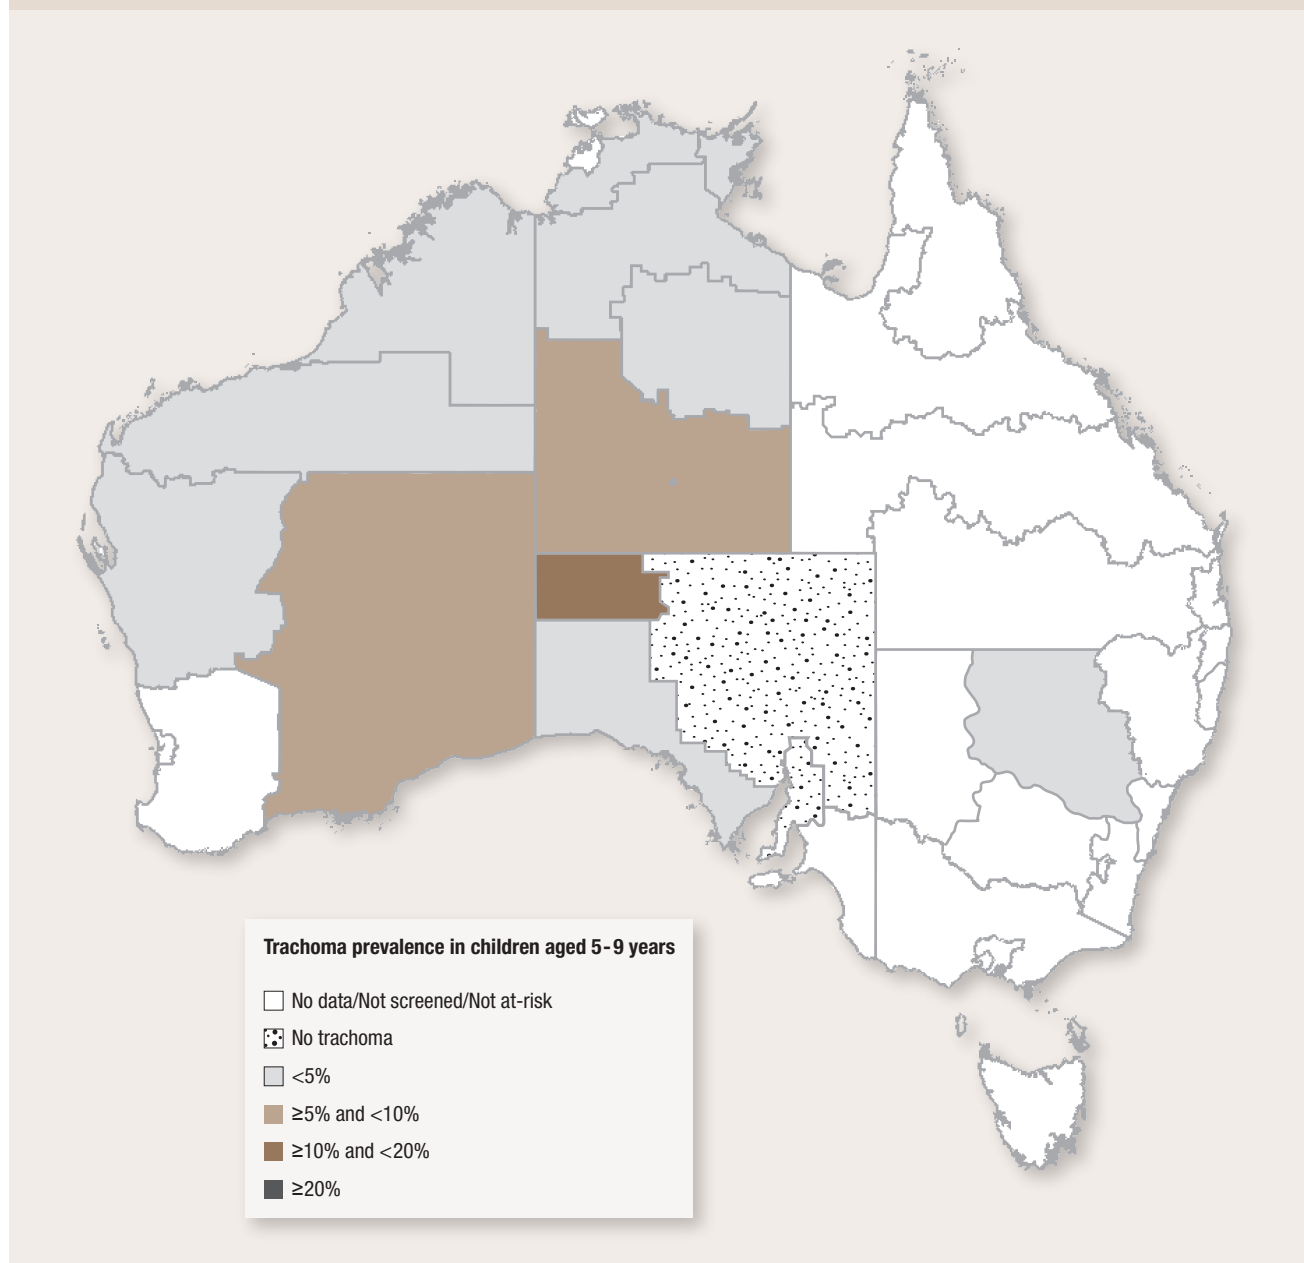 Trachoma prevalence in children aged 5-9 years
No data/Not screened/Not at-risk
No trachoma
<5%
≥5% and <10%
≥10% and <20%
≥20%